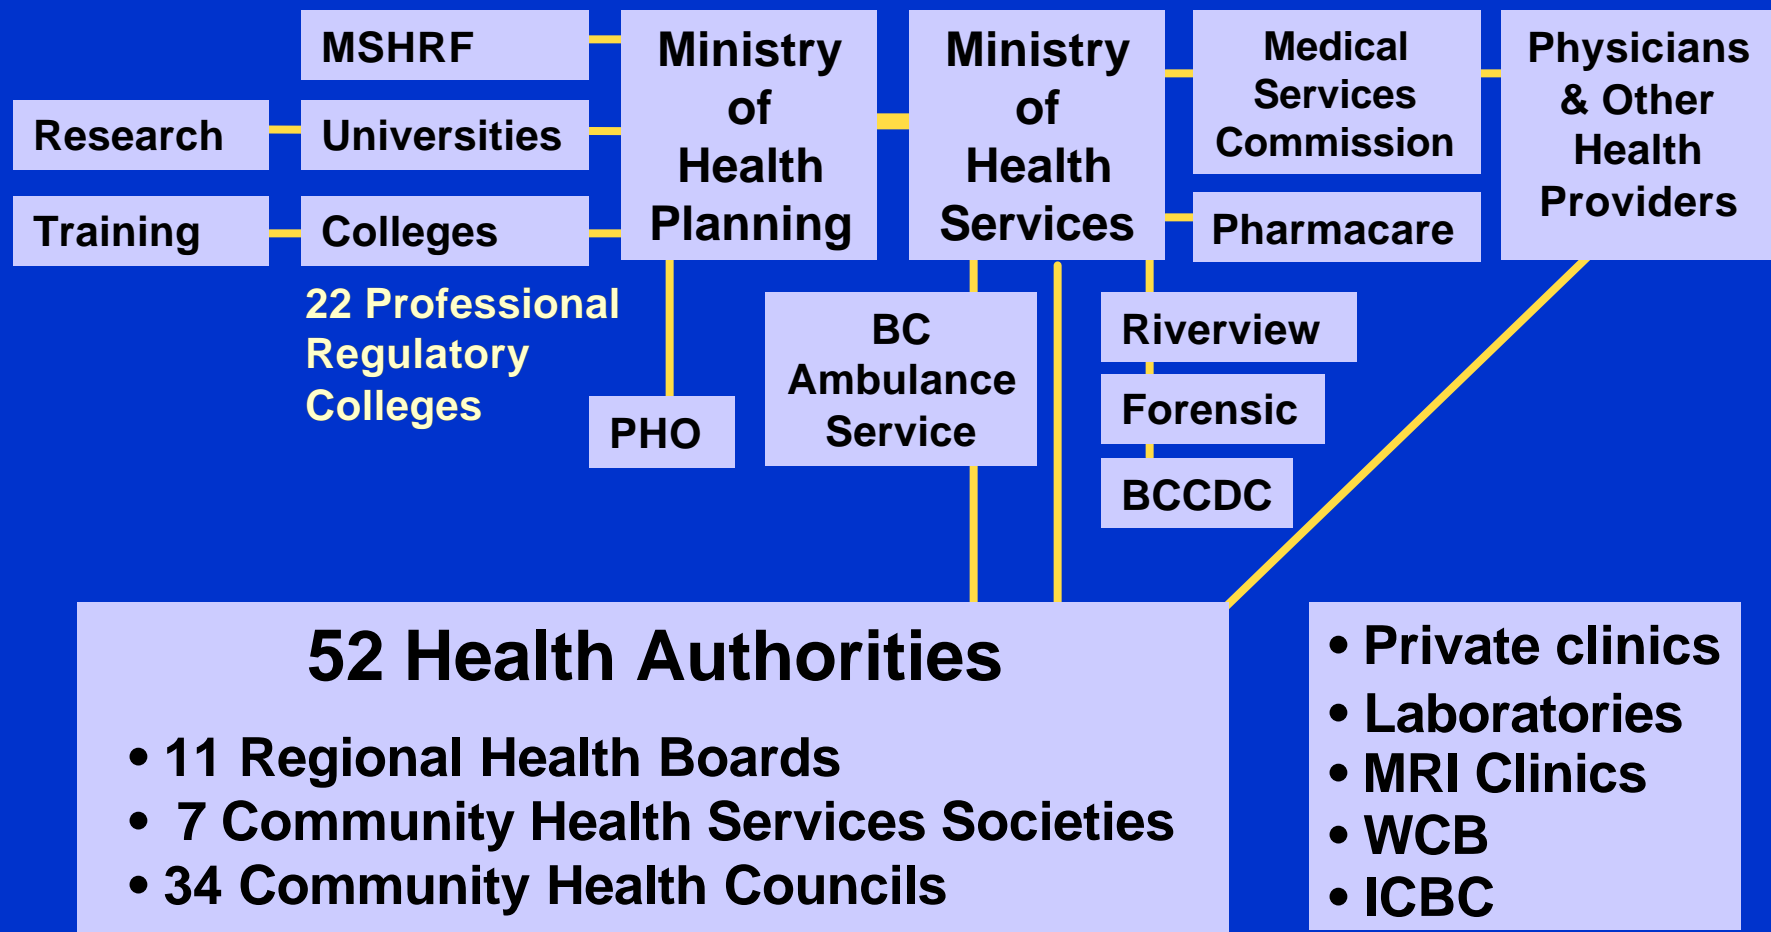 MSHRF
Research
Universities
Training
Colleges
22 Professional
Regulatory
Colleges
Ministry
of
Health
Planning
PHO
Ministry
of
Health
Services
Medical
Services
Commission
Pharmacare
Physicians
& Other
Health
Providers
BC
Ambulance
Service
Riverview
Forensic
BCCDC
52 Health Authorities
• 11 Regional Health Boards
• 7 Community Health Services Societies
• 34 Community Health Councils
• Private clinics
• Laboratories
• MRI Clinics
• WCB
• ICBC